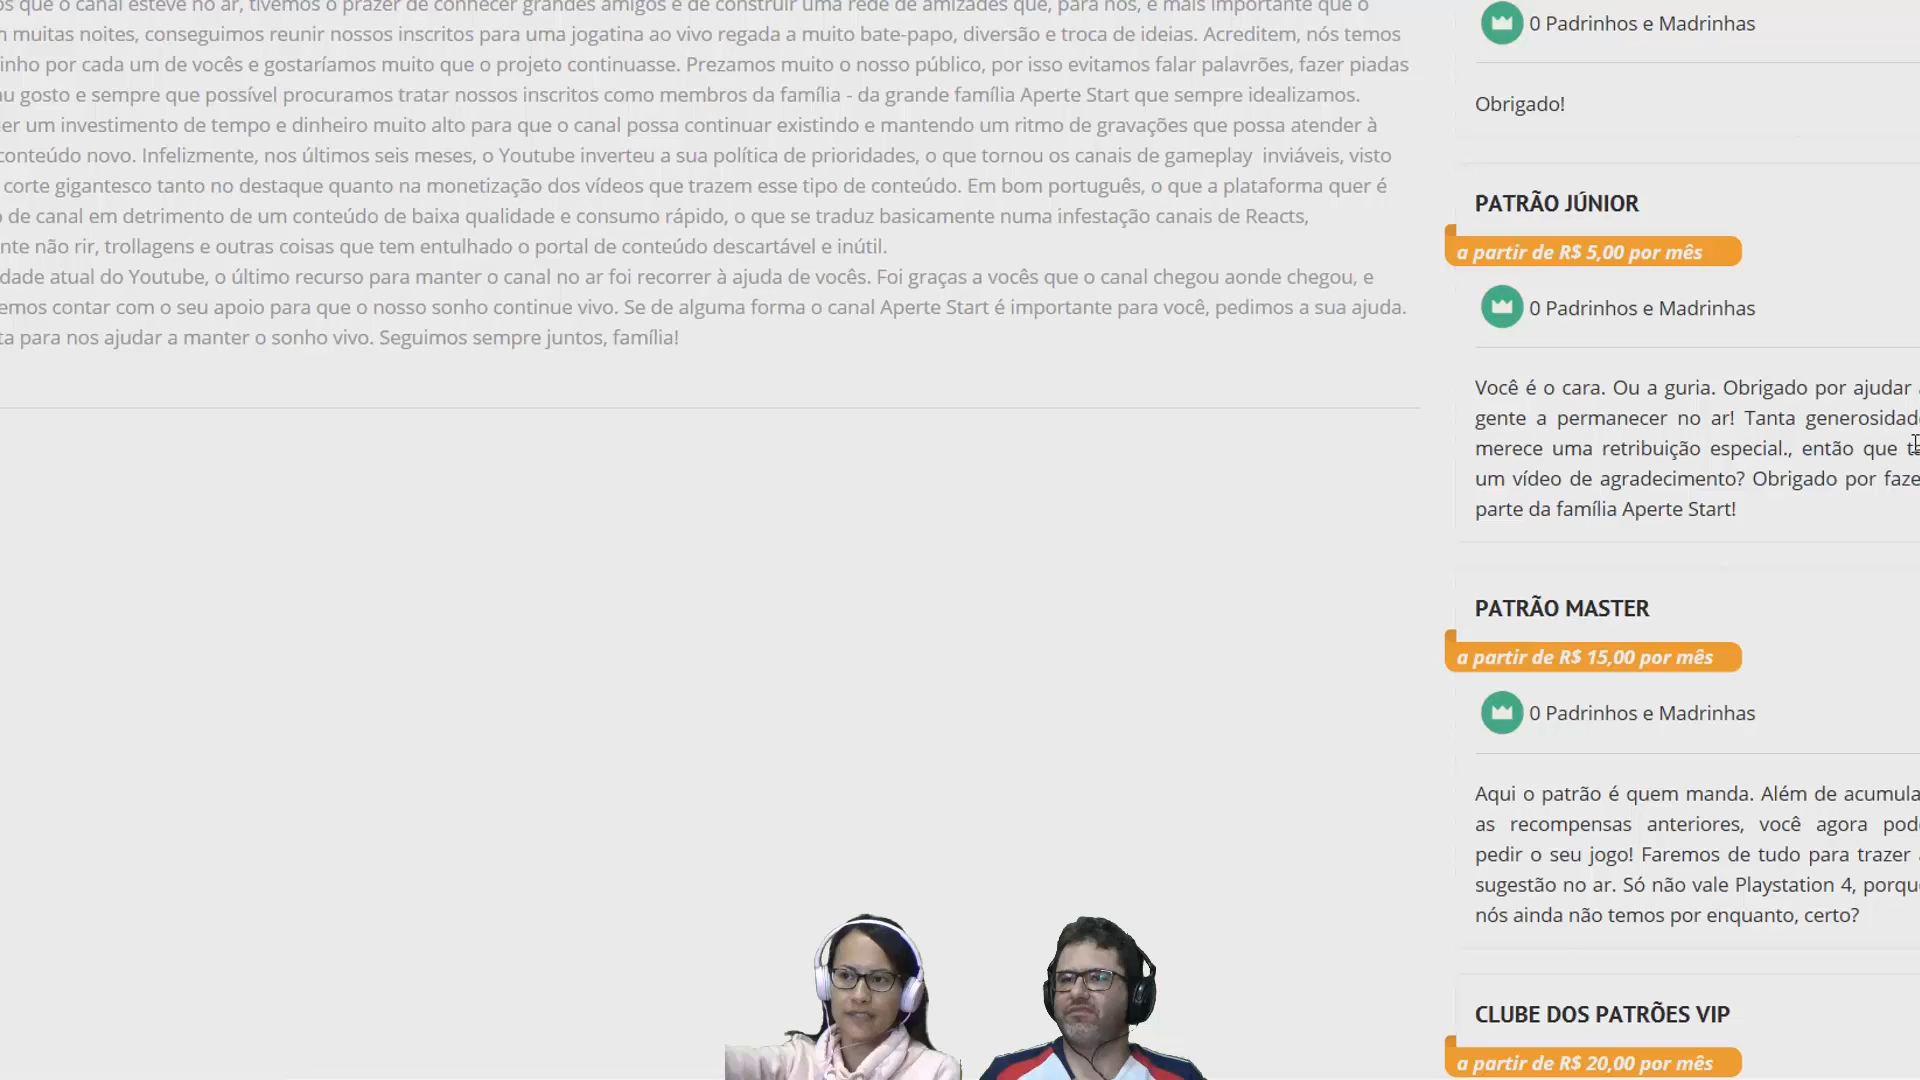 que o canal esteve no ar, tivemos o prazer de conhecer grandes amigos e de construir uma rede de amizades que, para nós, é mais importante que o
muitas noites, conseguimos reunir nossos inscritos para uma jogatina ao vivo regada a muito bate-papo, diversão e troca de ideias. Acreditem, nós temos
por cada um de vocês e gostaríamos muito que o projeto continuasse. Prezamos muito o nosso público, por isso evitamos falar palavrões, fazer piadas
gosto e sempre que possível procuramos tratar nossos inscritos como membros da família - da grande família Aperte Start que sempre idealizamos.
um investimento de tempo e dinheiro muito alto para que o canal possa continuar existindo e mantendo um ritmo de gravações que possa atender à
conteúdo novo. Infelizmente, nos últimos seis meses, o Youtube inverteu a sua política de prioridades, o que tornou os canais de gameplay inviáveis, visto
corte gigantesco tanto no destaque quanto na monetização dos vídeos que trazem esse tipo de conteúdo. Em bom português, o que a plataforma quer é
de canal em detrimento de um conteúdo de baixa qualidade e consumo rápido, o que se traduz basicamente numa infestação canais de Reacts,
não rir, trollagens e outras coisas que tem entulhado o portal de conteúdo descartável e inútil.
atual do Youtube, o último recurso para manter o canal no ar foi recorrer à ajuda de vocês. Foi graças a vocês que o canal chegou aonde chegou, e
contar com o seu apoio para que o nosso sonho continue vivo. Se de alguma forma o canal Aperte Start é importante para você, pedimos a sua ajuda.
para nos ajudar a manter o sonho vivo. Seguimos sempre juntos, família!
0 Padrinhos e Madrinhas
Obrigado!
PATRÃO JÚNIOR
a partir de R$ 5,00 por mês
0 Padrinhos e Madrinhas
Você é o cara. Ou a guria. Obrigado por ajudar
gente a permanecer no ar! Tanta generosidad
merece uma retribuição especial., então que
um vídeo de agradecimento? Obrigado por faze
parte da família Aperte Start!
PATRÃO MASTER
a partir de R$ 15,00 por mês
0 Padrinhos e Madrinhas
Aqui o patrão é quem manda. Além de acumula
as recompensas anteriores, você agora pod
pedir o seu jogo! Faremos de tudo para trazer
sugestão no ar. Só não vale Playstation 4, porqu
nós ainda não temos por enquanto, certo?
CLUBE DOS PATRÕES VIP
a partir de R$ 20,00 por mês